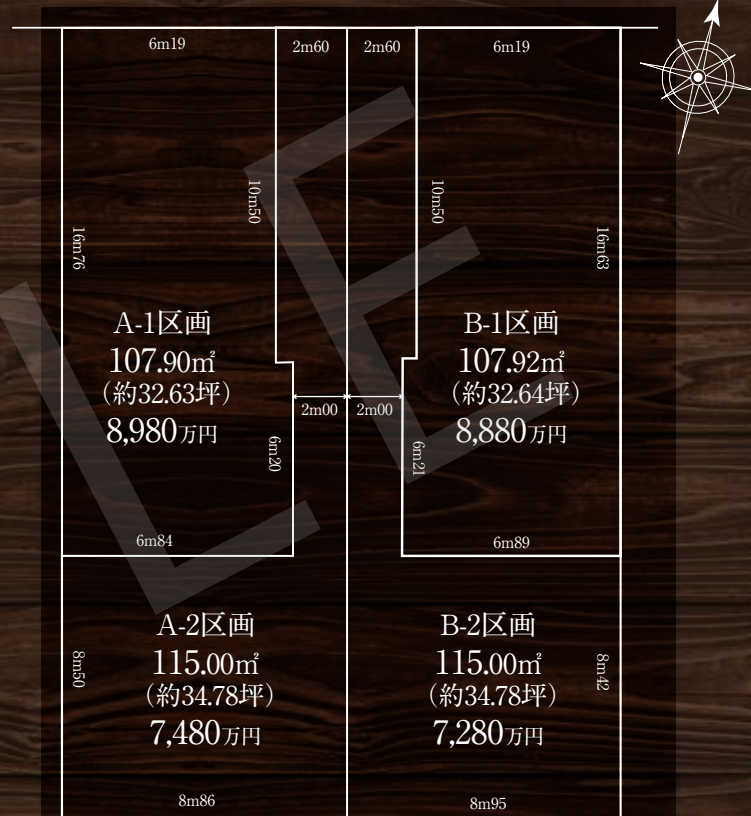 6m19
2m60
2m60
6m19
10m50
10m50
16m76
16m63
A-1区画
107.90㎡
（約32.63坪）
8,980万円
B-1区画
107.92㎡
（約32.64坪）
8,880万円
2m00
2m00
6m20
6m21
6m84
6m89
A-2区画
115.00㎡
（約34.78坪）
7,480万円
B-2区画
115.00㎡
（約34.78坪）
7,280万円
8m50
8m42
8m86
8m95